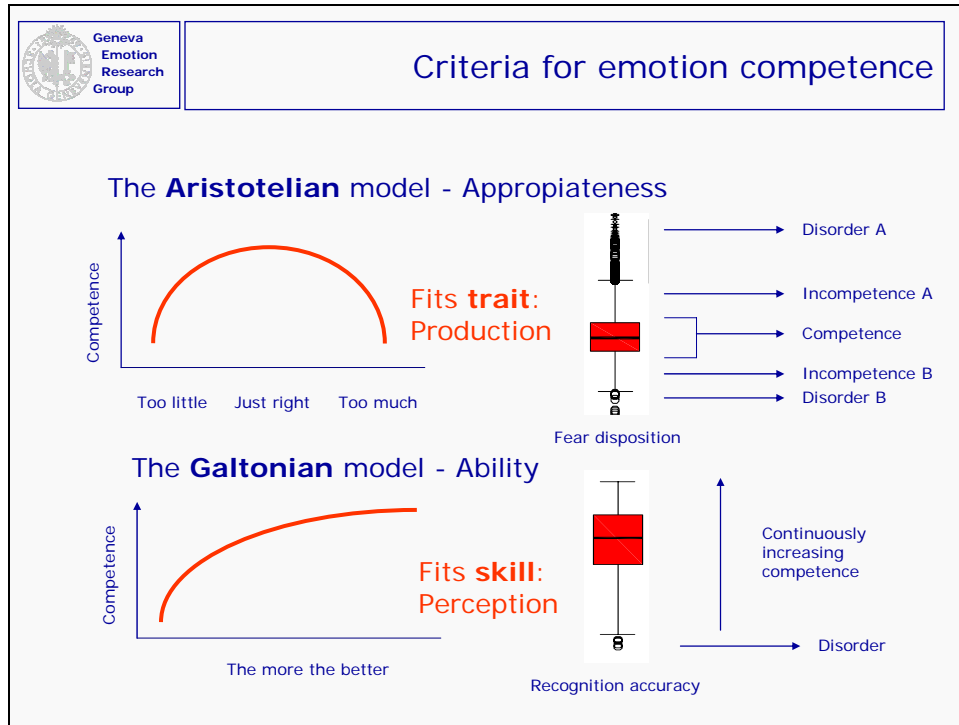 Geneva
Emotion
Research
Group
Criteria for emotion competence
The Aristotelian model - Appropiateness
Competence
Too little Just right Too much
Fits trait:
Production
Disorder A
Incompetence A
Competence
Incompetence B
Disorder B
Fear disposition
The Galtonian model - Ability
Competence
The more the better
Fits skill:
Perception
Continuously
increasing
competence
Disorder
Recognition accuracy